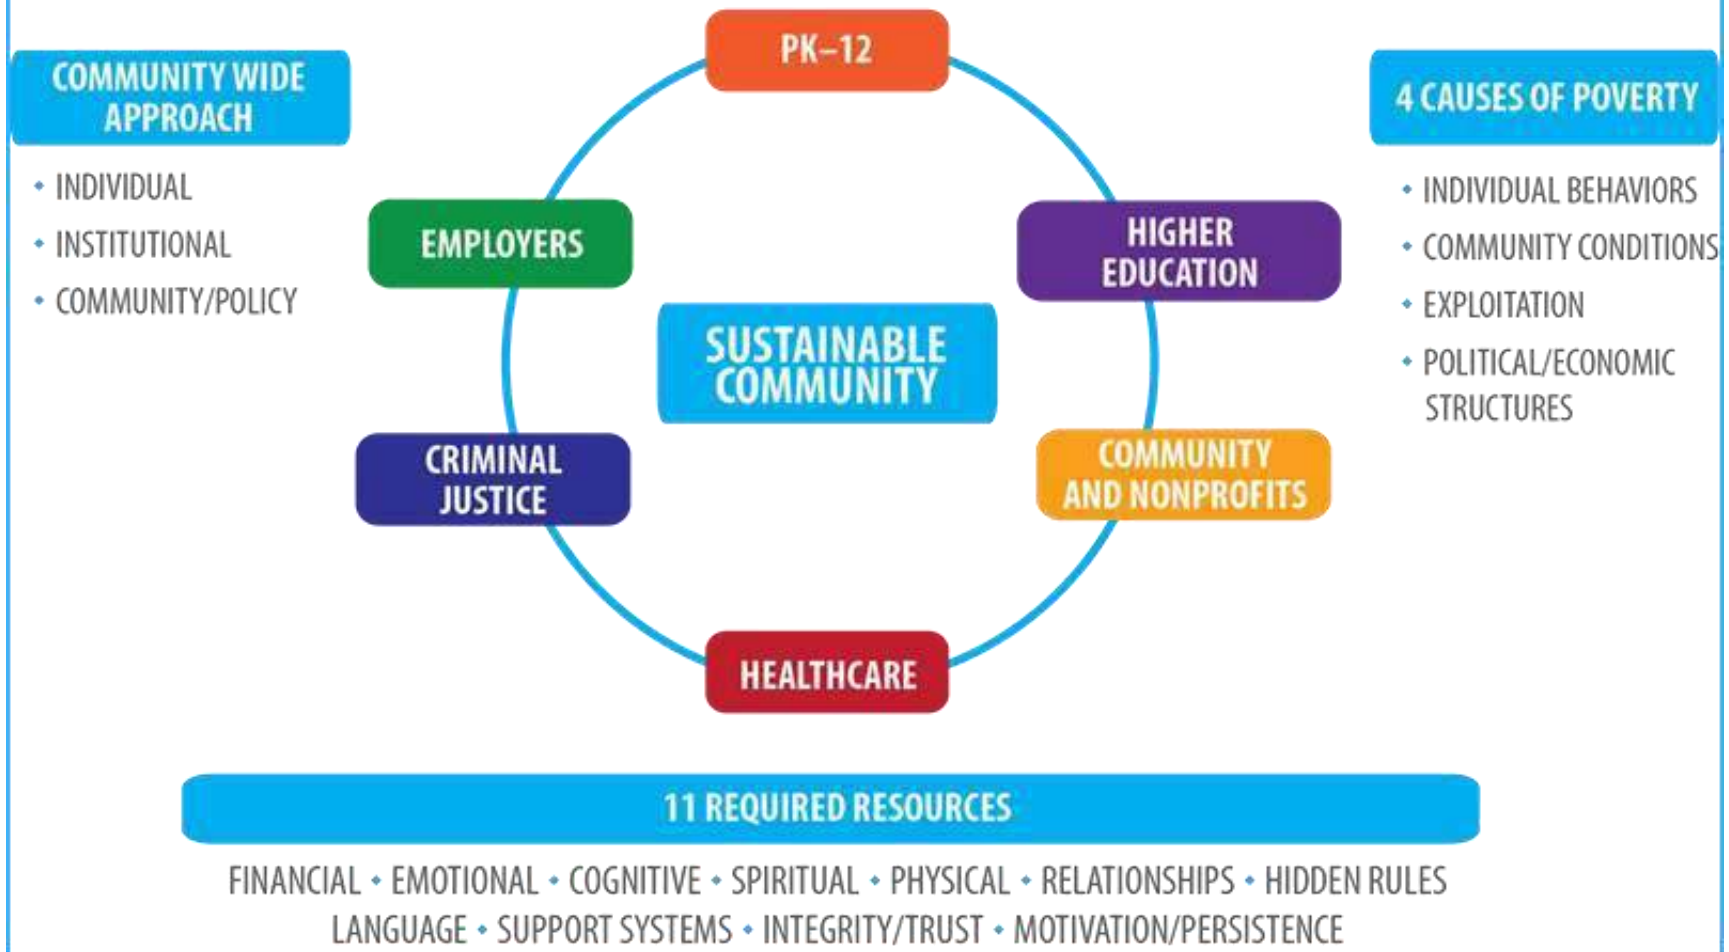 PK–12
COMMUNITY WIDE
APPROACH
• INDIVIDUAL
• INSTITUTIONAL
• COMMUNITY/POLICY
4 CAUSES OF POVERTY
• INDIVIDUAL BEHAVIORS
• COMMUNITY CONDITIONS
• EXPLOITATION
• POLITICAL/ECONOMIC
STRUCTURES
EMPLOYERS
HIGHER
EDUCATION
SUSTAINABLE
COMMUNITY
CRIMINAL
JUSTICE
COMMUNITY
AND NONPROFITS
HEALTHCARE
11 REQUIRED RESOURCES
FINANCIAL • EMOTIONAL • COGNITIVE • SPIRITUAL • PHYSICAL • RELATIONSHIPS • HIDDEN RULES
LANGUAGE • SUPPORT SYSTEMS • INTEGRITY/TRUST • MOTIVATION/PERSISTENCE